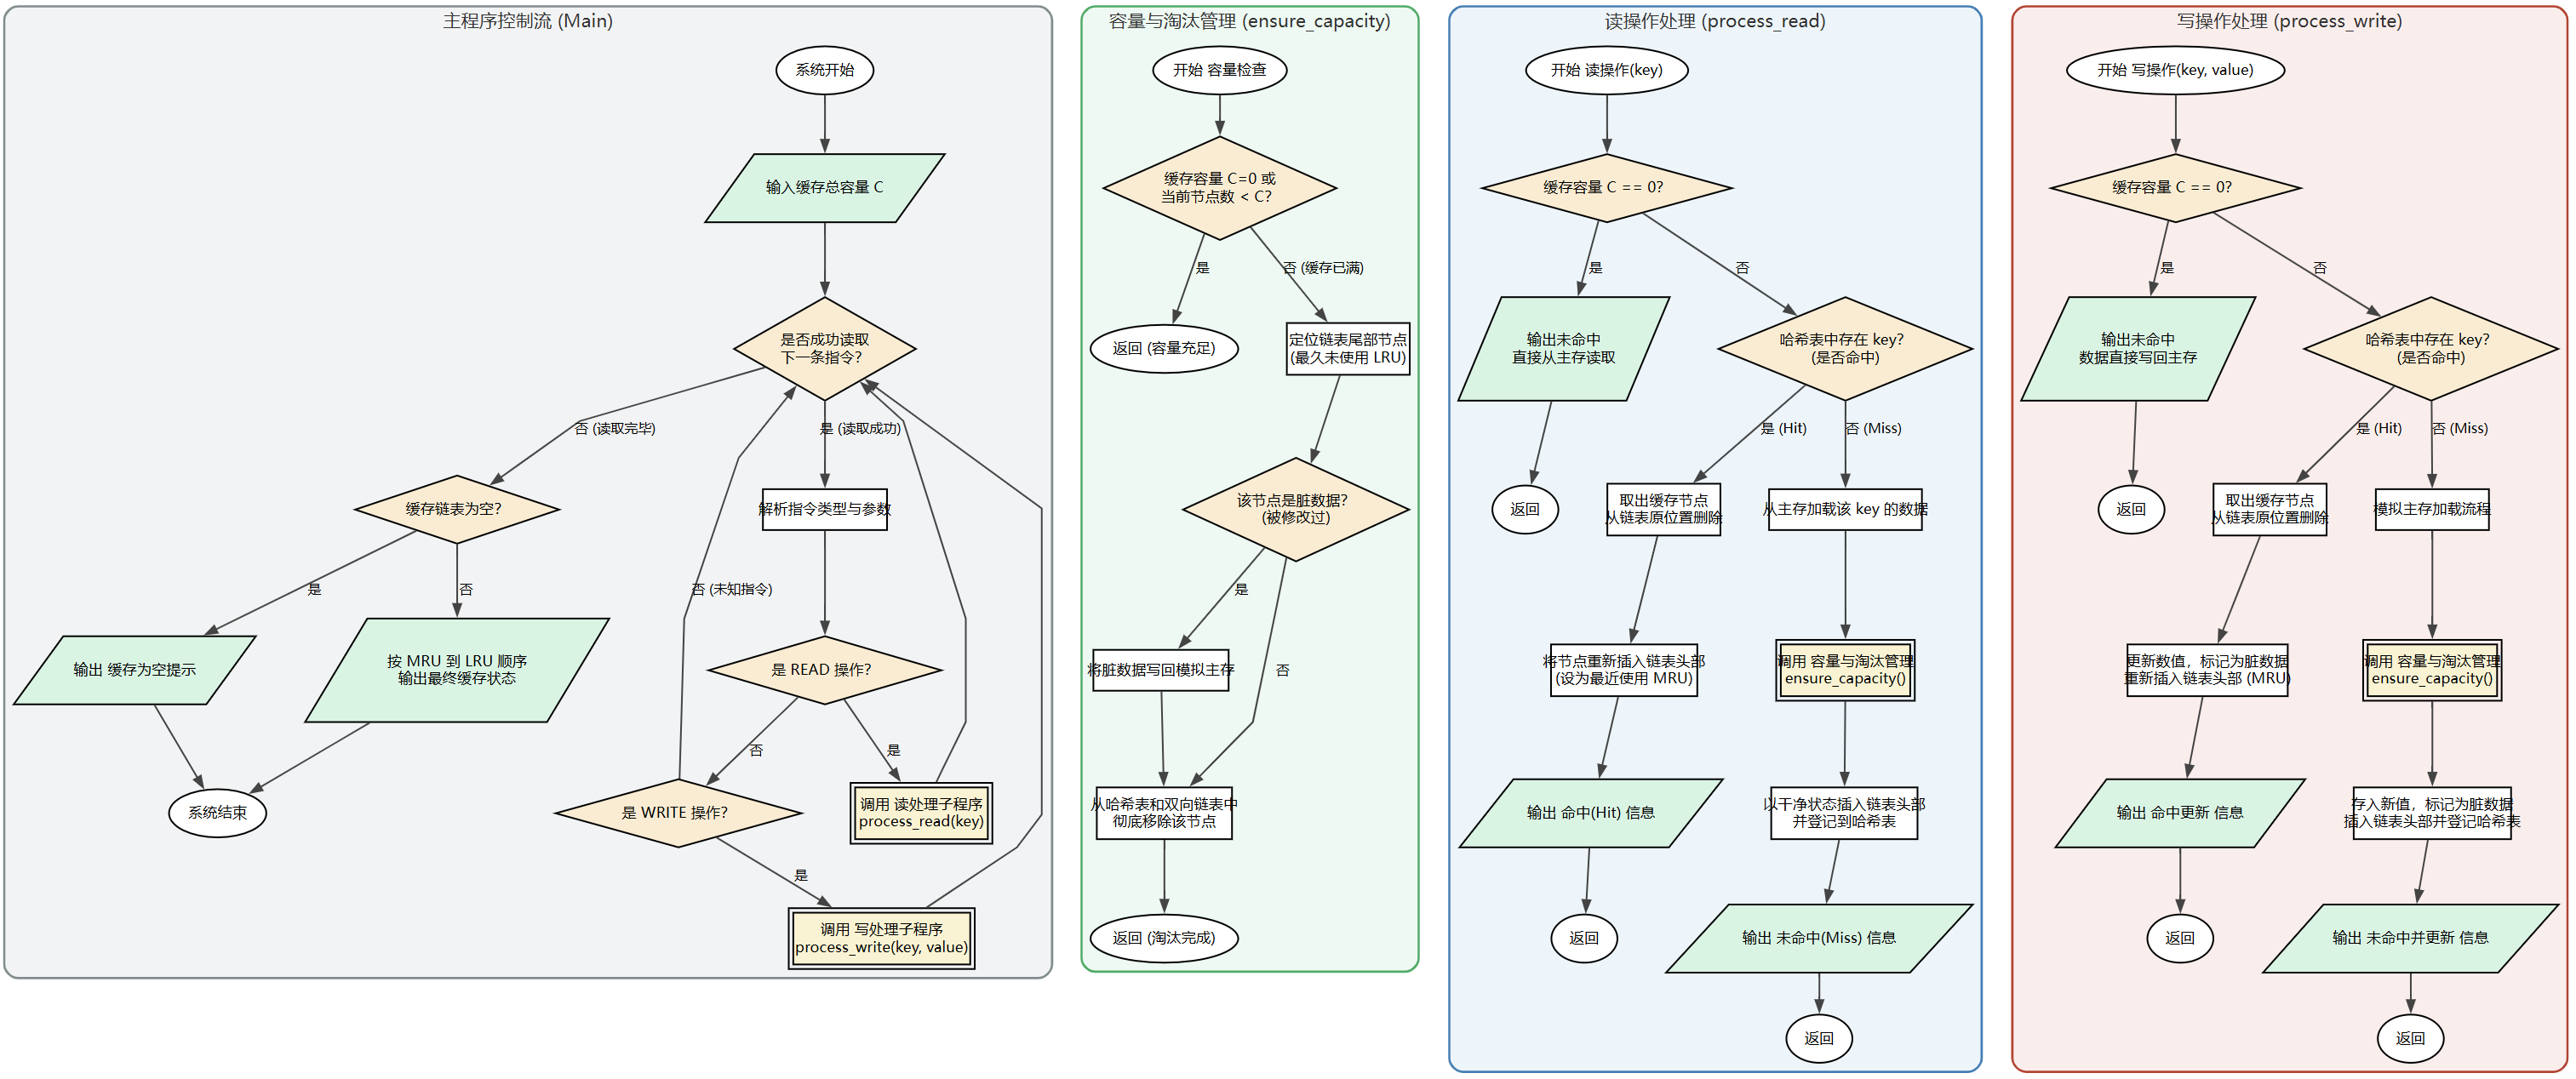 主程序控制流 (Main)
系统开始
输入缓存总容量 C
是否成功读取
下一条指令?
否 (读取完毕)
是 (读取成功)
缓存链表为空?
解析指令类型与参数
是
否
否 (未知指令)
输出 缓存为空提示
按 MRU 到 LRU 顺序
输出最终缓存状态
是 READ 操作?
否
是
系统结束
是 WRITE 操作?
调用 读处理子程序
process_read(key)
是
调用 写处理子程序
process_write(key, value)
容量与淘汰管理 (ensure_capacity)
开始 容量检查
缓存容量 C=0 或
当前节点数 < C?
是
否 (缓存已满)
返回 (容量充足)
定位链表尾部节点
(最久未使用 LRU)
该节点是脏数据?
(被修改过)
是
将脏数据写回模拟主存
否
从哈希表和双向链表中
彻底移除该节点
返回 (淘汰完成)
读操作处理 (process_read)
开始 读操作(key)
缓存容量 C == 0?
是
否
输出未命中
直接从主存读取
哈希表中存在 key?
(是否命中)
是 (Hit)
否 (Miss)
返回
取出缓存节点
从链表原位置删除
从主存加载该 key 的数据
将节点重新插入链表头部
(设为最近使用 MRU)
调用 容量与淘汰管理
ensure_capacity()
输出 命中(Hit) 信息
以干净状态插入链表头部
并登记到哈希表
返回
输出 未命中(Miss) 信息
返回
写操作处理 (process_write)
开始 写操作(key, value)
缓存容量 C == 0?
是
否
输出未命中
数据直接写回主存
哈希表中存在 key?
(是否命中)
是 (Hit)
否 (Miss)
返回
取出缓存节点
从链表原位置删除
模拟主存加载流程
更新数值，标记为脏数据
重新插入链表头部 (MRU)
调用 容量与淘汰管理
ensure_capacity()
输出 命中更新 信息
存入新值，标记为脏数据
插入链表头部并登记哈希表
返回
输出 未命中并更新 信息
返回